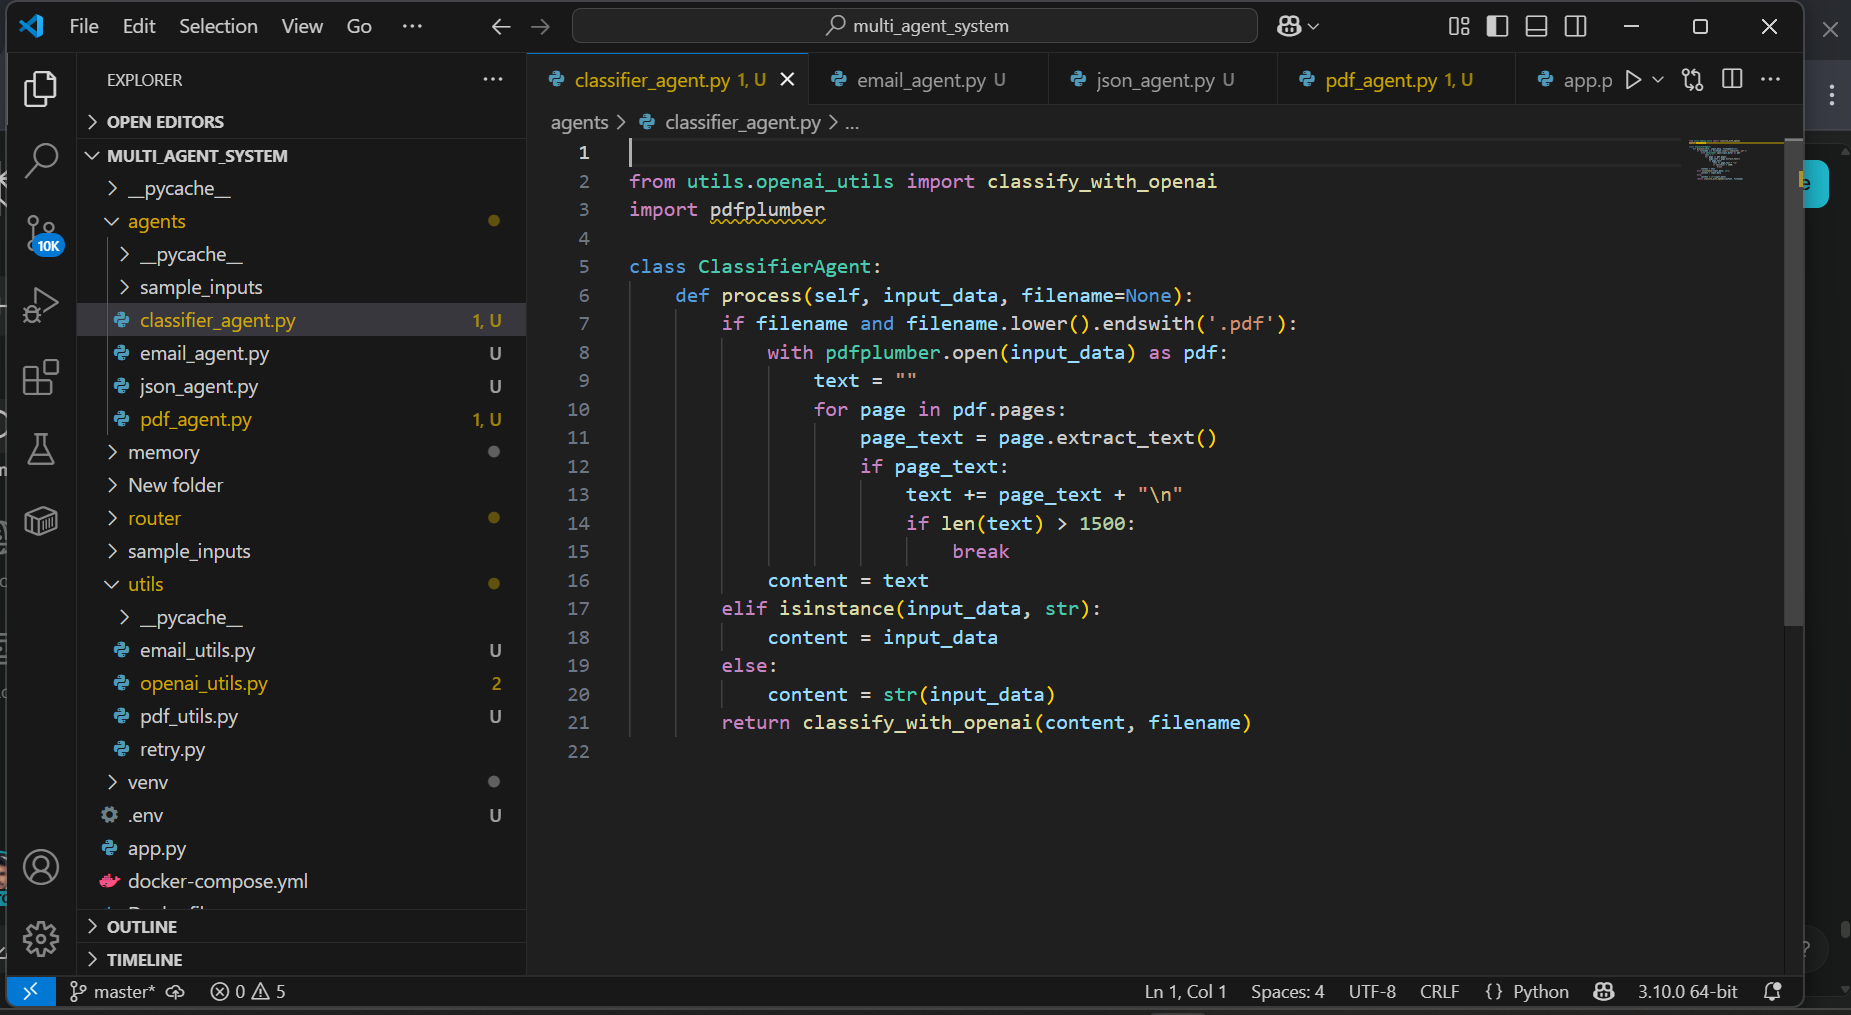 File Edit Selection View Go ··· multi_agent_system
EXPLORER ···
OPEN EDITORS
MULTI_AGENT_SYSTEM
__pycache__
agents
__pycache__
sample_inputs
classifier_agent.py 1, U
email_agent.py U
json_agent.py U
pdf_agent.py 1, U
memory
New folder
router
sample_inputs
utils
__pycache__
email_utils.py U
openai_utils.py 2
pdf_utils.py U
retry.py
venv
.env U
app.py
docker-compose.yml
OUTLINE
TIMELINE
10K
classifier_agent.py 1, U email_agent.py U json_agent.py U pdf_agent.py 1, U app.p
agents > classifier_agent.py > ...
1
2 from utils.openai_utils import classify_with_openai
3 import pdfplumber
4
5 class ClassifierAgent:
6 def process(self, input_data, filename=None):
7 if filename and filename.lower().endswith('.pdf'):
8 with pdfplumber.open(input_data) as pdf:
9 text = ""
10 for page in pdf.pages:
11 page_text = page.extract_text()
12 if page_text:
13 text += page_text + "\n"
14 if len(text) > 1500:
15 break
16 content = text
17 elif isinstance(input_data, str):
18 content = input_data
19 else:
20 content = str(input_data)
21 return classify_with_openai(content, filename)
22
master* 0 5 Ln 1, Col 1 Spaces: 4 UTF-8 CRLF {} Python 3.10.0 64-bit